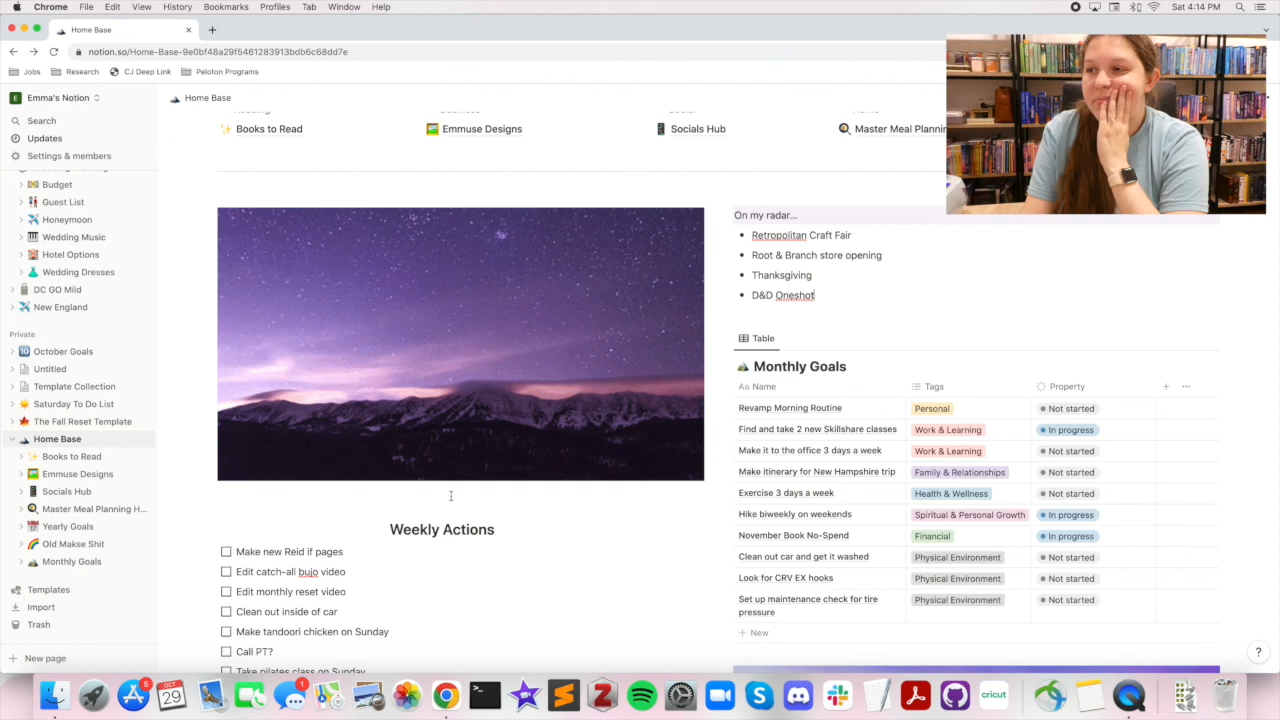 Chrome File Edit View History Bookmarks Profiles Tab Window Help Sat 4:14 PM
Home Base
notion.so/Home-Base-9e0bf48a29f5461283913bdb6c68dd7e
Jobs Research CJ Deep Link Peloton Programs
E Emma's Notion
Home Base
Search
Updates
Settings & members
Budget
Guest List
Honeymoon
Wedding Music
Hotel Options
Wedding Dresses
DC GO Mild
New England
Private
October Goals
Untitled
Template Collection
Saturday To Do List
The Fall Reset Template
Home Base
Books to Read
Emmuse Designs
Socials Hub
Master Meal Planning H...
Yearly Goals
Old Makse Shit
Monthly Goals
Templates
Import
Trash
New page
Books to Read Emmuse Designs Socials Hub Master Meal Plannin
On my radar...
Retropolitan Craft Fair
Root & Branch store opening
Thanksgiving
D&D Oneshot
Weekly Actions
Make new Reid if pages
Edit catch-all bujo video
Edit monthly reset video
Clean out inside of car
Make tandoori chicken on Sunday
Call PT?
Take pilates class on Sunday
Table
Monthly Goals
Aa Name Tags Property
Revamp Morning Routine Personal Not started
Find and take 2 new Skillshare classes Work & Learning In progress
Make it to the office 3 days a week Work & Learning Not started
Make itinerary for New Hampshire trip Family & Relationships Not started
Exercise 3 days a week Health & Wellness Not started
Hike biweekly on weekends Spiritual & Personal Growth In progress
November Book No-Spend Financial In progress
Clean out car and get it washed Physical Environment Not started
Look for CRV EX hooks Physical Environment Not started
Set up maintenance check for tire Physical Environment Not started
pressure
New
?
5 OCT 29 1 cricut